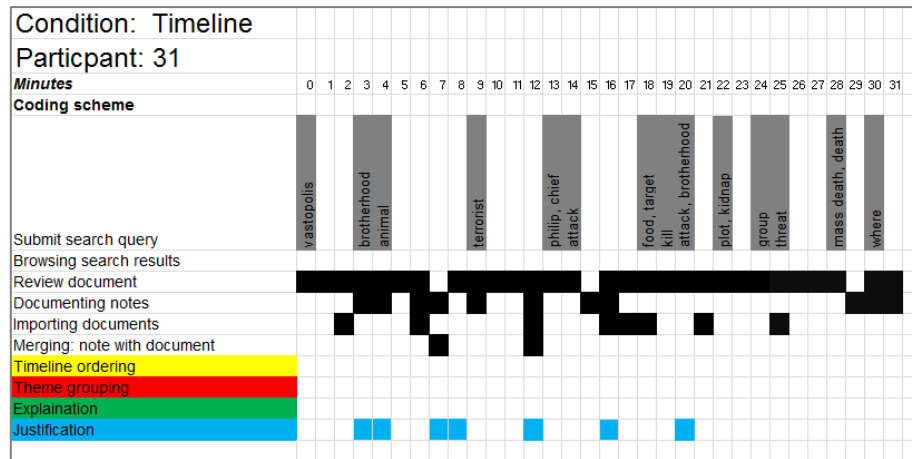 Condition: Timeline
Particpant: 31
Minutes 0 1 2 3 4 5 6 7 8 9 10 11 12 13 14 15 16 17 18 19 20 21 22 23 24 25 26 27 28 29 30 31
Coding scheme
Submit search query
vastopolis
brotherhood
animal
terrorist
philip, chief
attack
food, target
kill
attack, brotherhood
plot, kidnap
group
threat
mass death, death
where
Browsing search results
Review document
Documenting notes
Importing documents
Merging: note with document
Timeline ordering
Theme grouping
Explaination
Justification